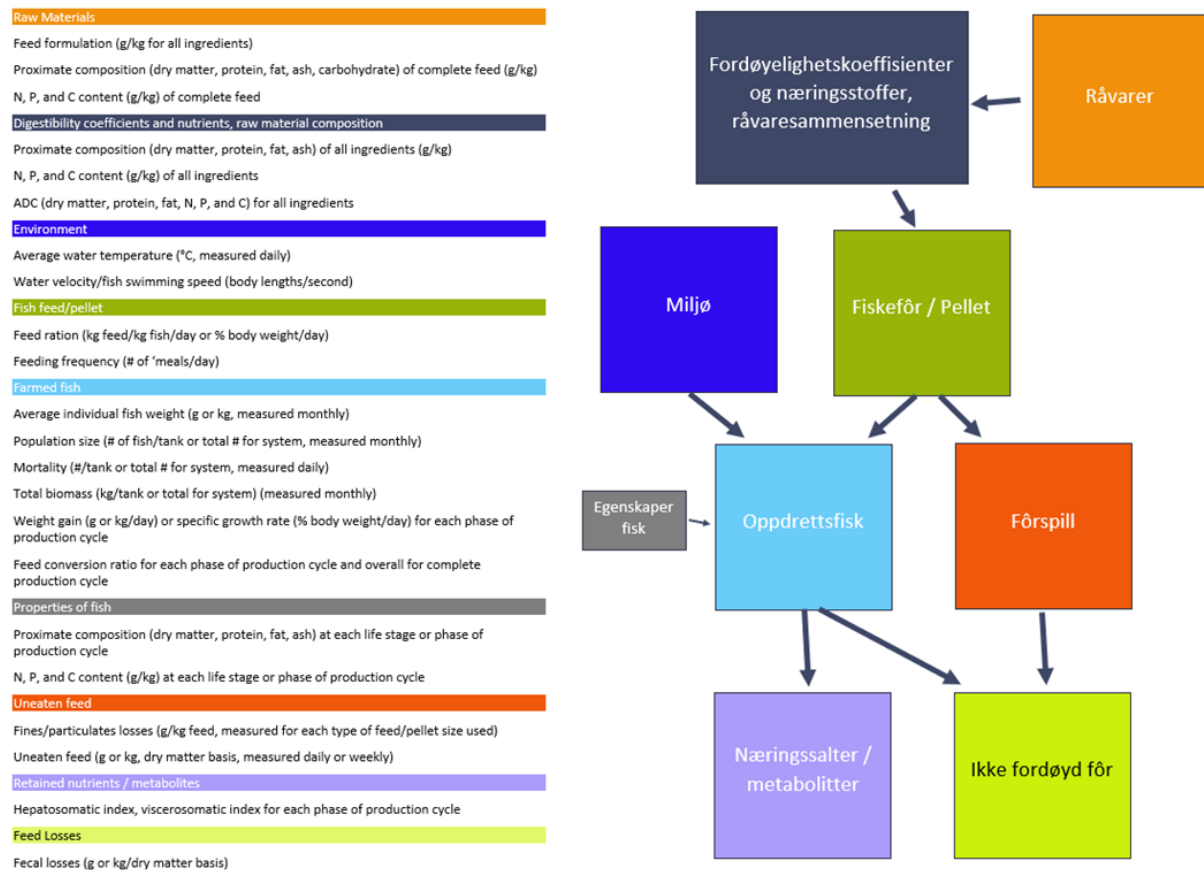 Raw Materials
Feed formulation (g/kg for all ingredients)
Proximate composition (dry matter, protein, fat, ash, carbohydrate) of complete feed (g/kg)
N, P, and C content (g/kg) of complete feed
Digestibility coefficients and nutrients, raw material composition
Proximate composition (dry matter, protein, fat, ash) of all ingredients (g/kg)
N, P, and C content (g/kg) of all ingredients
ADC (dry matter, protein, fat, N, P, and C) for all ingredients
Environment
Average water temperature (°C, measured daily)
Water velocity/fish swimming speed (body lengths/second)
Fish feed/pellet
Feed ration (kg feed/kg fish/day or % body weight/day)
Feeding frequency (# of ‘meals/day)
Farmed fish
Average individual fish weight (g or kg, measured monthly)
Population size (# of fish/tank or total # for system, measured monthly)
Mortality (#/tank or total # for system, measured daily)
Total biomass (kg/tank or total for system) (measured monthly)
Weight gain (g or kg/day) or specific growth rate (% body weight/day) for each phase of
production cycle
Feed conversion ratio for each phase of production cycle and overall for complete
production cycle
Properties of fish
Proximate composition (dry matter, protein, fat, ash) at each life stage or phase of
production cycle
N, P, and C content (g/kg) at each life stage or phase of production cycle
Uneaten feed
Fines/particulates losses (g/kg feed, measured for each type of feed/pellet size used)
Uneaten feed (g or kg, dry matter basis, measured daily or weekly)
Retained nutrients / metabolites
Hepatosomatic index, viscerosomatic index for each phase of production cycle
Feed Losses
Fecal losses (g or kg/dry matter basis)
Fordøyelighetskoeffisienter
og næringsstoffer,
råvaresammensetning
Råvarer
Miljø
Fiskefôr / Pellet
Egenskaper
fisk
Oppdrettsfisk
Fôrspill
Næringssalter /
metabolitter
Ikke fordøyd fôr